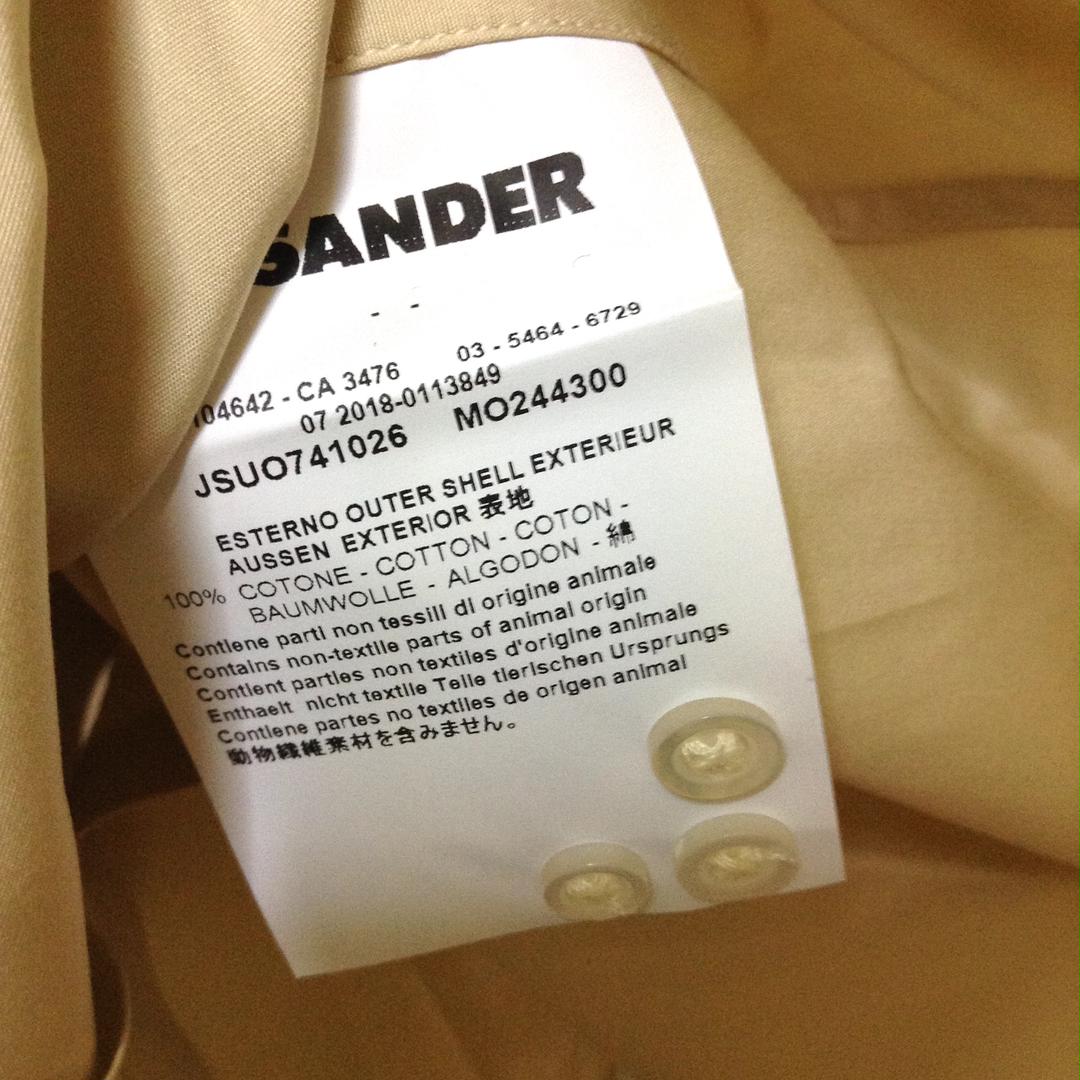 SANDER
- -
104642 - CA 3476 03 - 5464 - 6729
07 2018-0113849
JSUO741026 MO244300
ESTERNO OUTER SHELL EXTERIEUR
AUSSEN EXTERIOR 表地
100% COTONE - COTTON - COTON -
BAUMWOLLE - ALGODON - 綿
Contiene parti non tessili di origine animale
Contains non-textile parts of animal origin
Contient parties non textiles d'origine animale
Enthaelt nicht textile Teile tierischen Ursprungs
Contiene partes no textiles de origen animal
動物繊維素材を含みません。